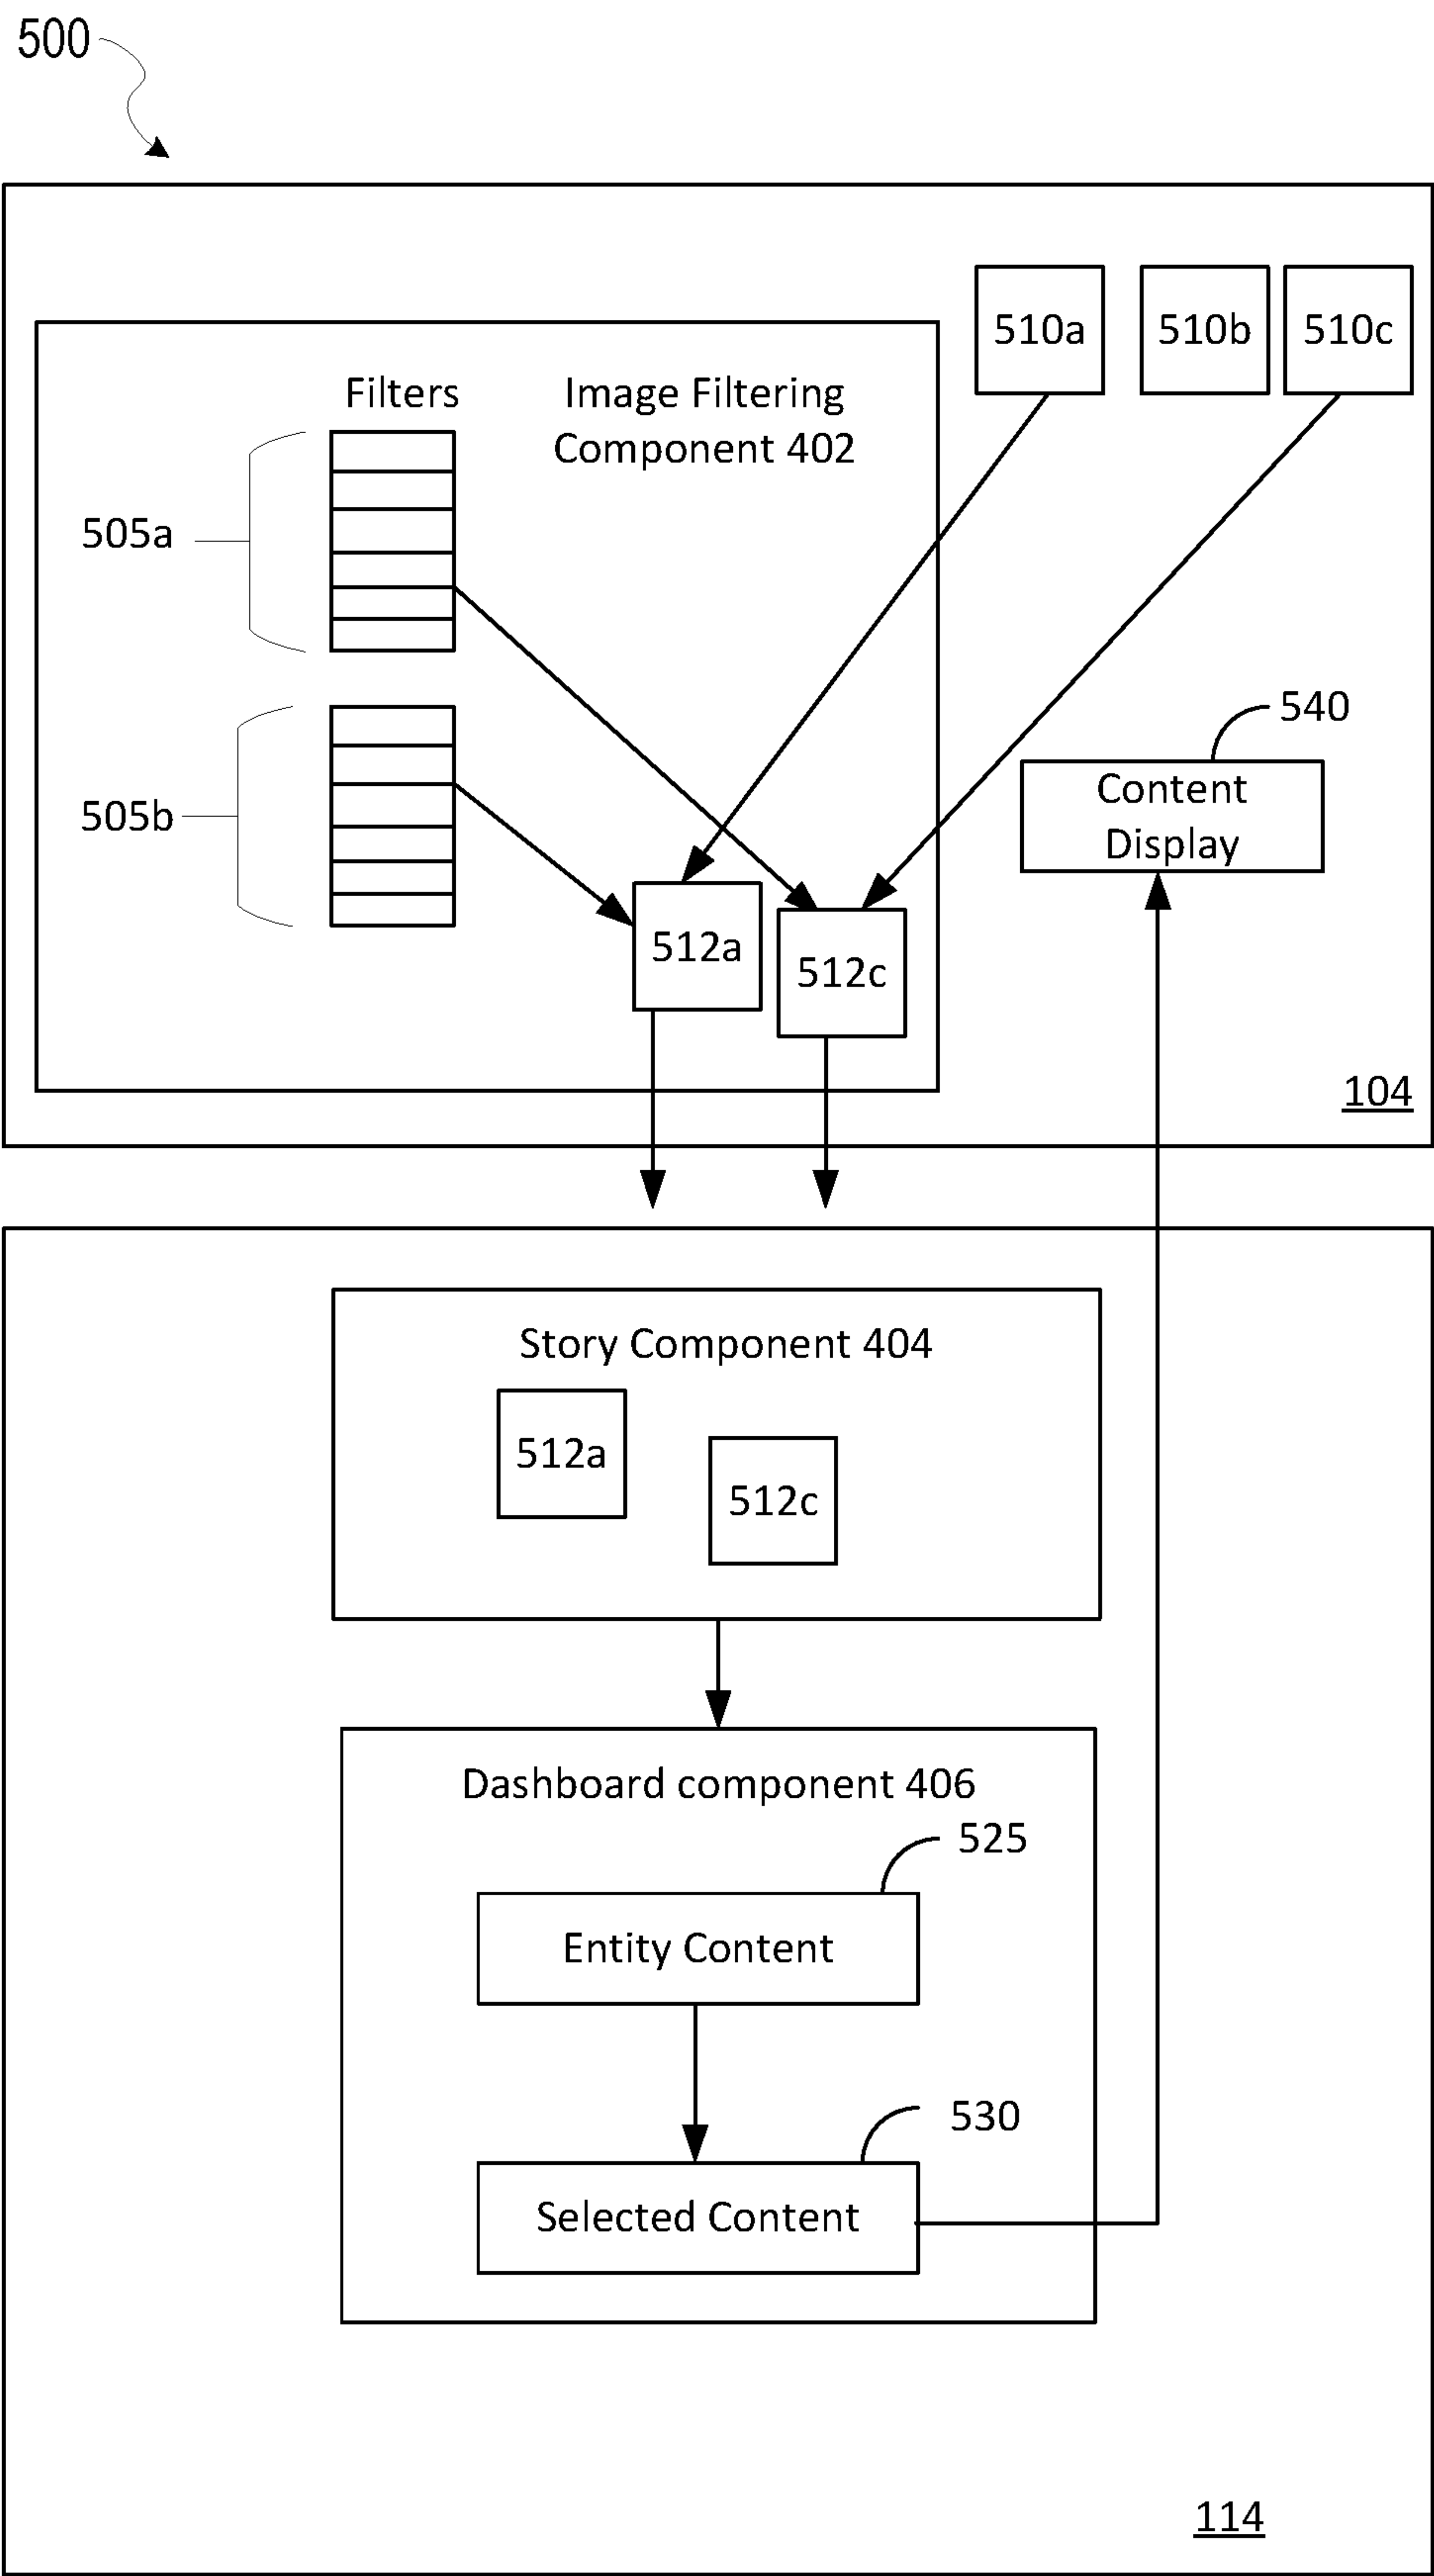 500
510a
510b
510c
Filters
Image Filtering
Component 402
505a
540
Content
Display
505b
512a
512c
104
Story Component 404
512a
512c
Dashboard component 406
525
Entity Content
530
Selected Content
114